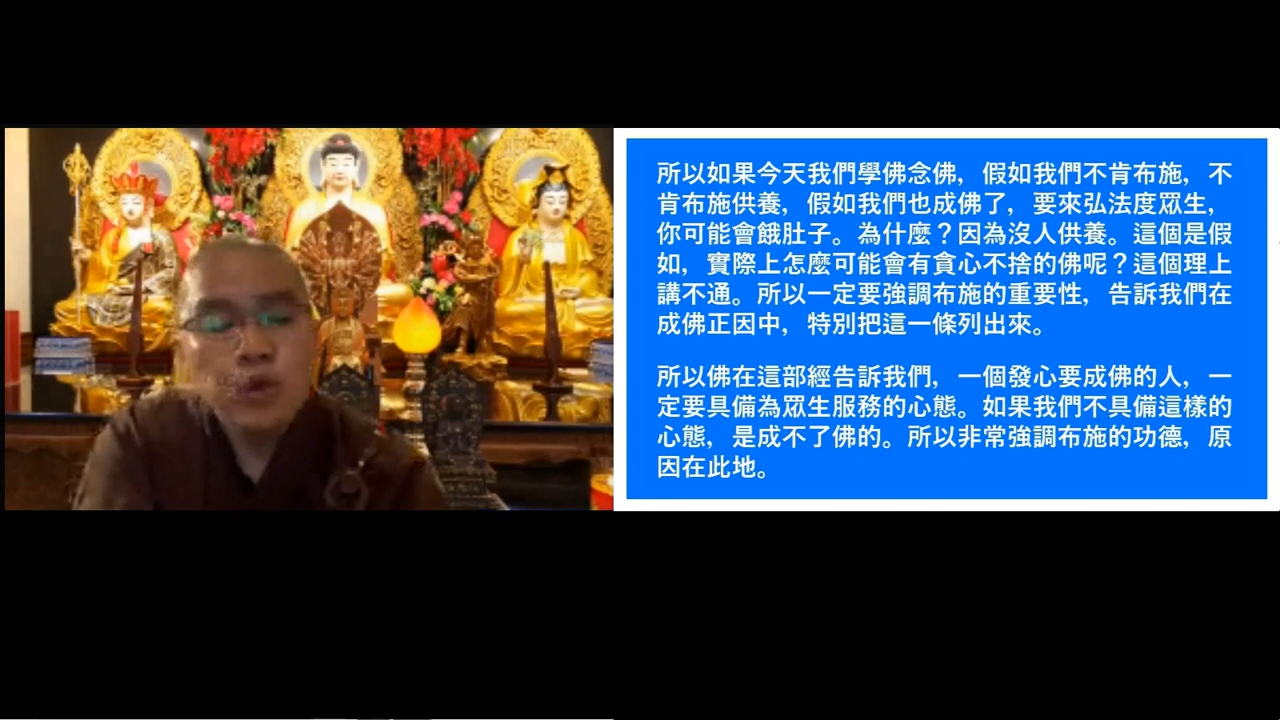 所以如果今天我們學佛念佛，假如我們不肯布施，不
肯布施供養，假如我們也成佛了，要來弘法度眾生，
你可能會餓肚子。為什麼？因為沒人供養。這個是假
如，實際上怎麼可能會有貪心不捨的佛呢？這個理上
講不通。所以一定要強調布施的重要性，告訴我們在
成佛正因中，特別把這一條列出來。
所以佛在這部經告訴我們，一個發心要成佛的人，一
定要具備為眾生服務的心態。如果我們不具備這樣的
心態，是成不了佛的。所以非常強調布施的功德，原
因在此地。